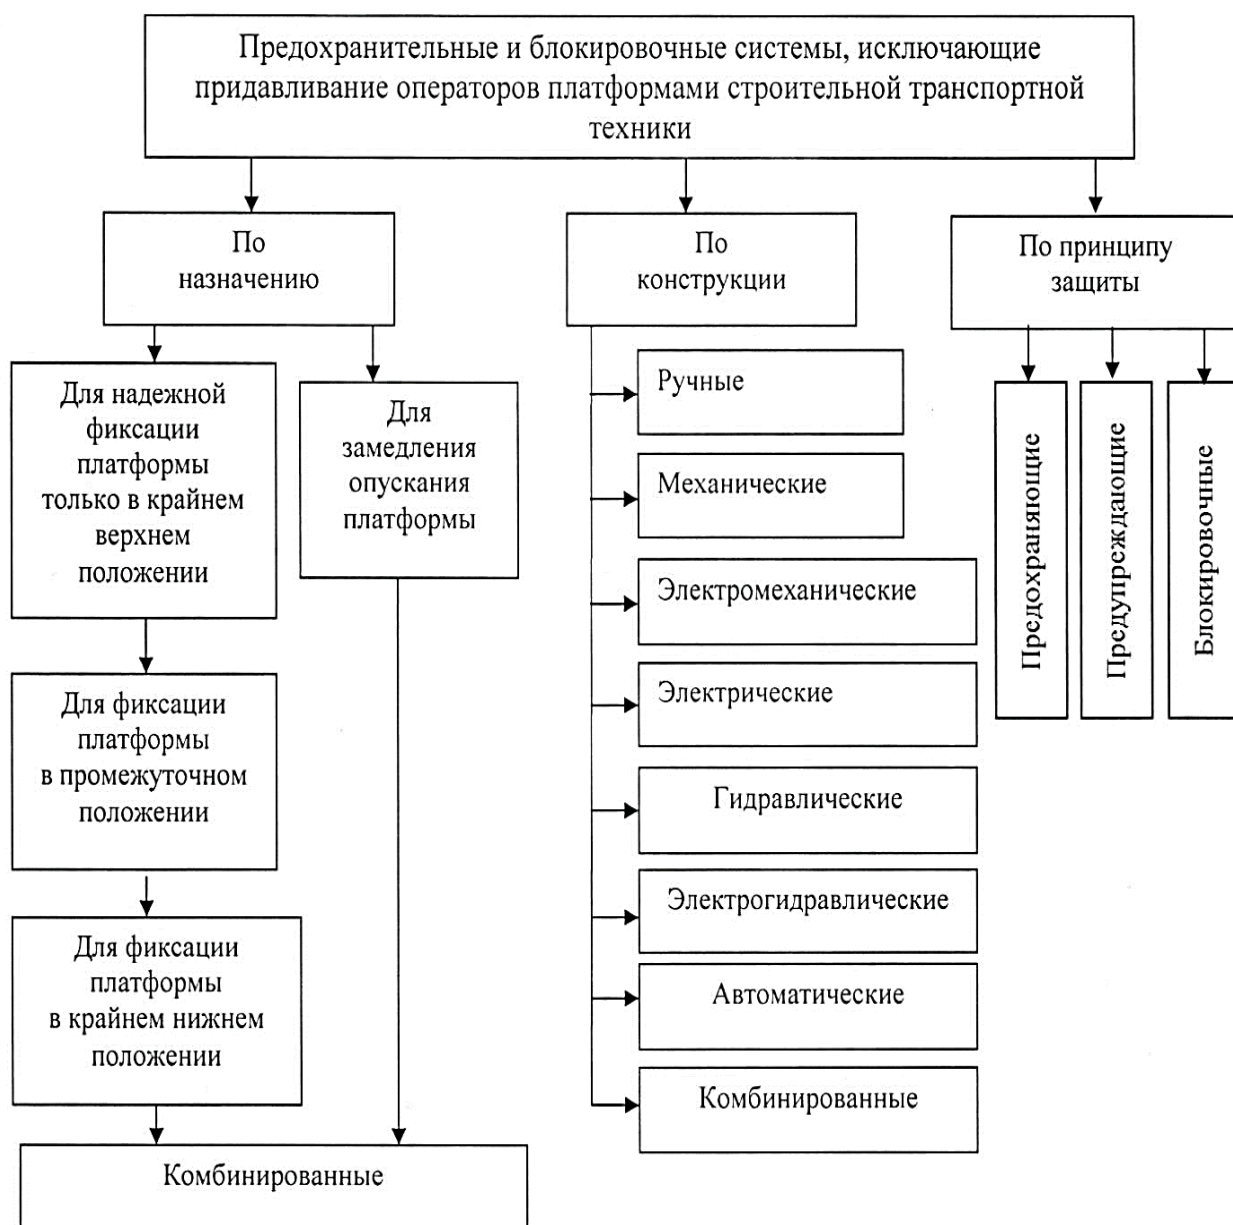 Предохранительные и блокировочные системы, исключающие
придавливание операторов платформами строительной транспортной
техники
По
назначению
По
конструкции
По принципу
защиты
Для надежной
фиксации
платформы
только в крайнем
верхнем
положении
Для
замедления
опускания
платформы
Для фиксации
платформы
в промежуточном
положении
Для фиксации
платформы
в крайнем нижнем
положении
Комбинированные
Ручные
Механические
Электромеханические
Электрические
Гидравлические
Электрогидравлические
Автоматические
Комбинированные
Предохраняющие
Предупреждающие
Блокировочные